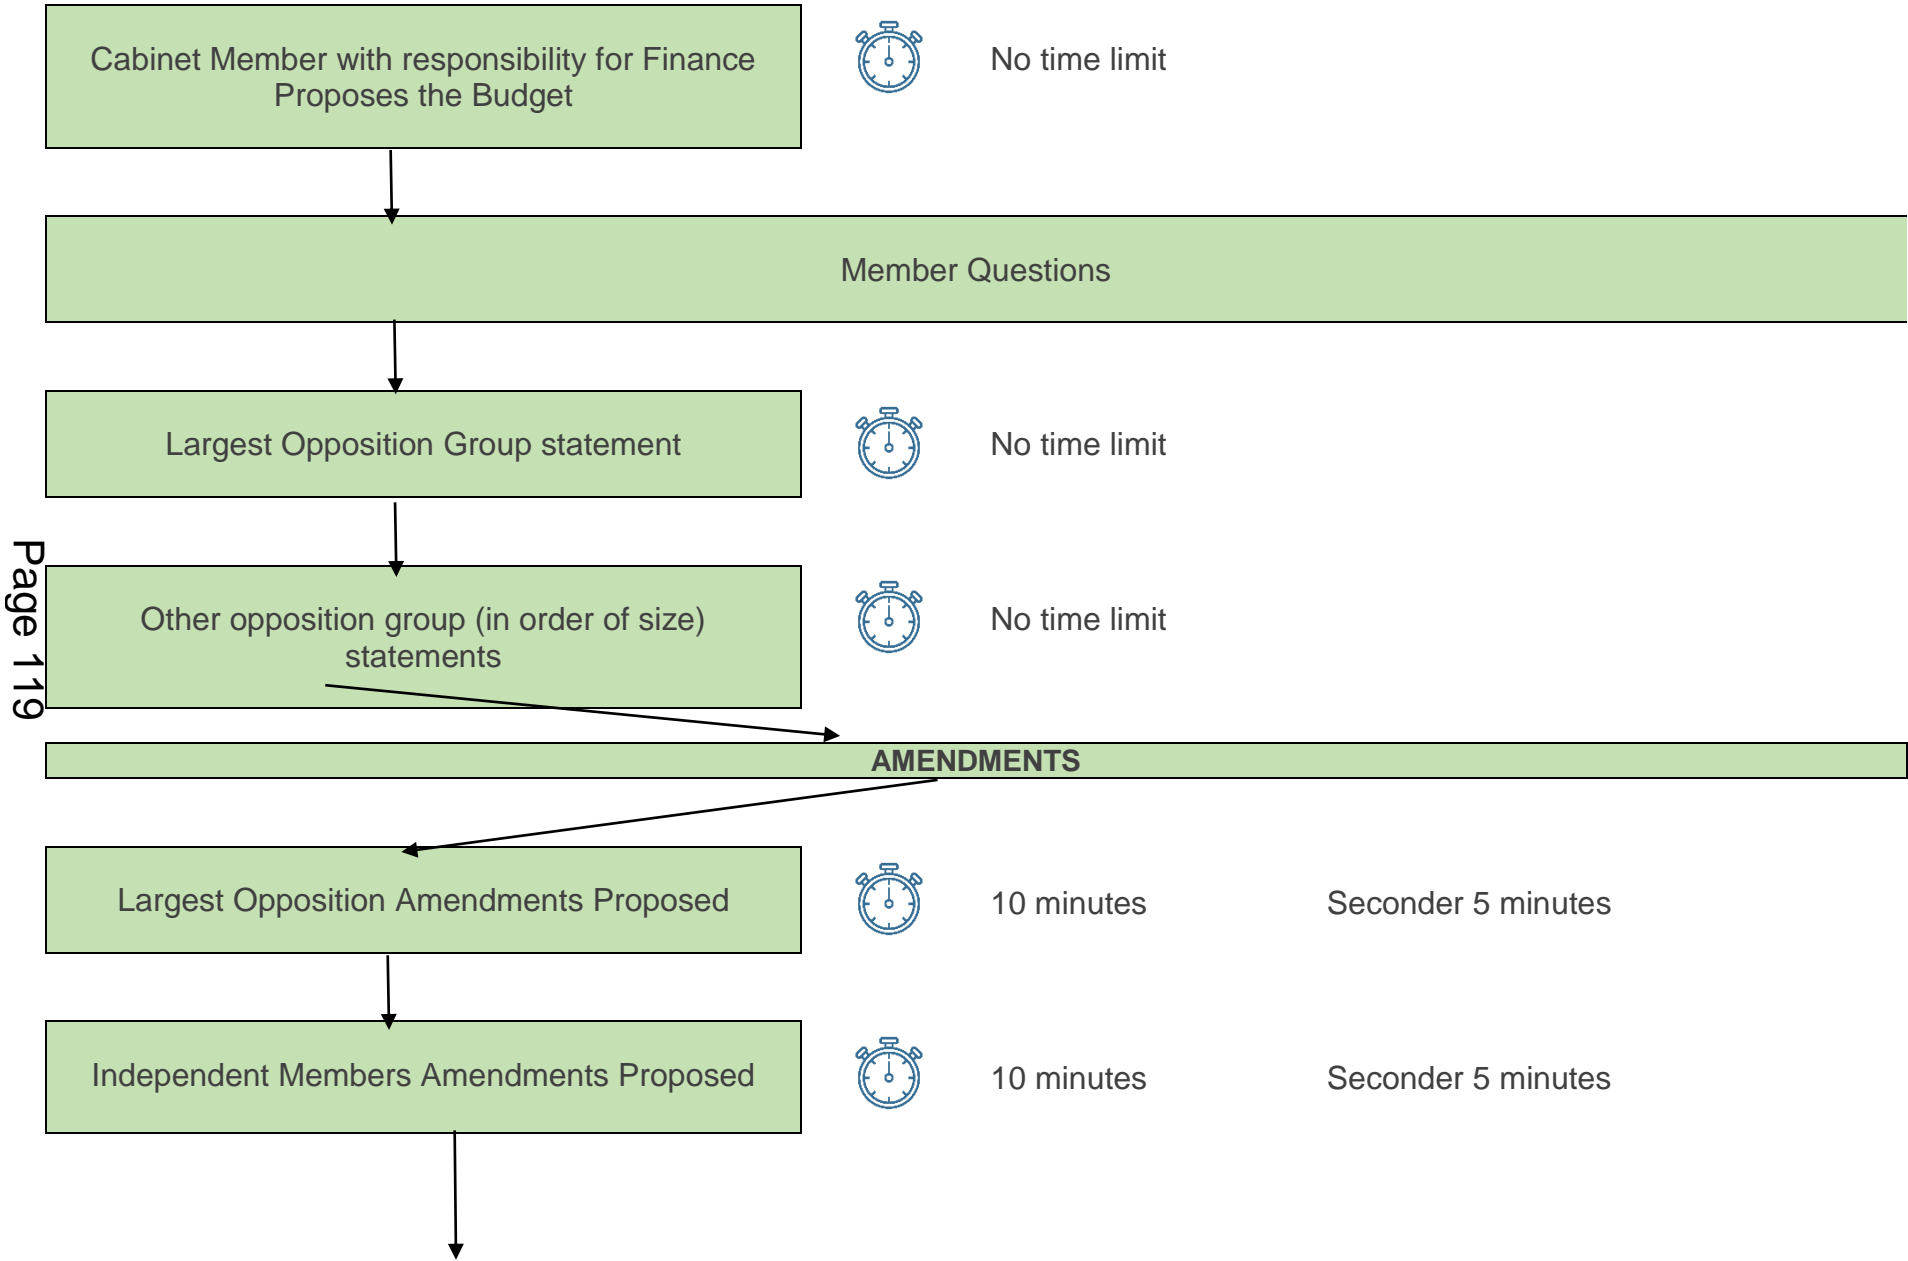 Cabinet Member with responsibility for Finance
Proposes the Budget
No time limit
Member Questions
Largest Opposition Group statement
No time limit
Other opposition group (in order of size)
statements
No time limit
Page 119
AMENDMENTS
Largest Opposition Amendments Proposed
10 minutes
Seconder 5 minutes
Independent Members Amendments Proposed
10 minutes
Seconder 5 minutes